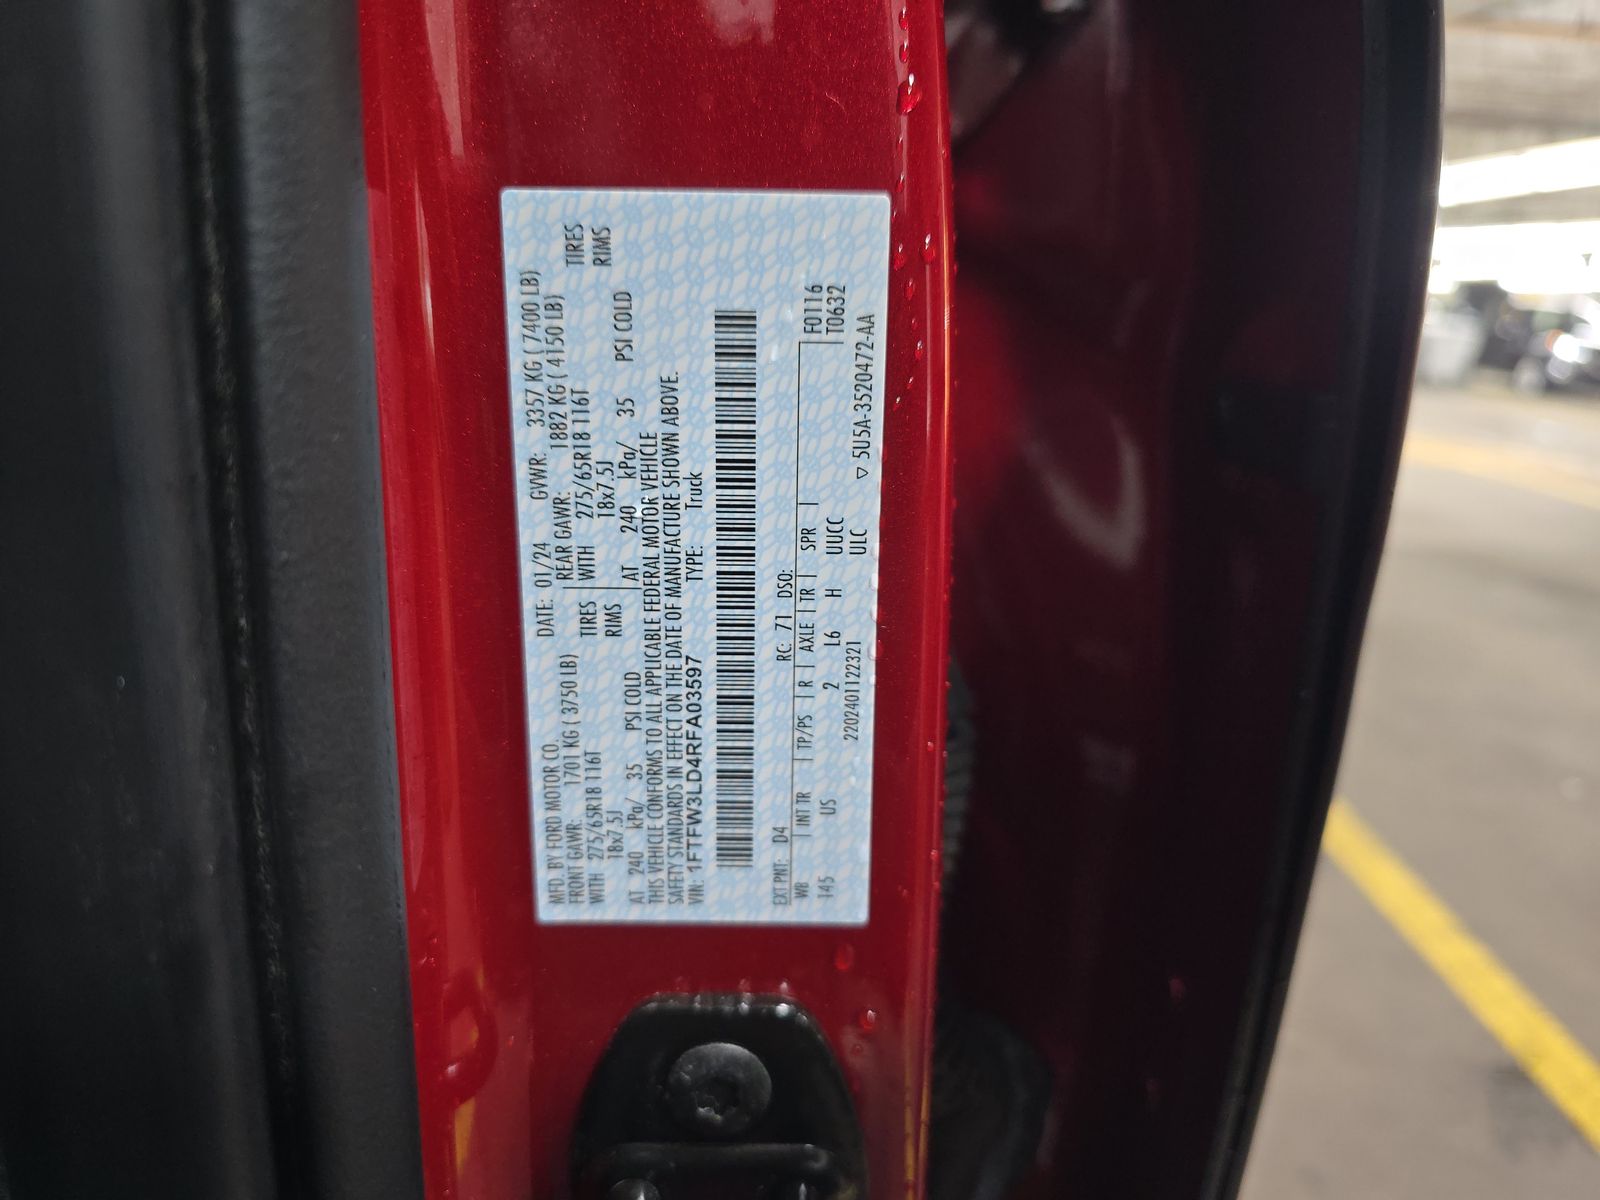 MFD. BY FORD MOTOR CO. DATE: 01/24 GVWR: 3357 KG ( 7400 LB)
FRONT GAWR: 1701 KG ( 3750 LB) REAR GAWR: 1882 KG ( 4150 LB)
WITH 275/65R18 116T TIRES WITH 275/65R18 116T TIRES
18x7.5J RIMS 18x7.5J RIMS
AT 240 kPa/ 35 PSI COLD AT 240 kPa/ 35 PSI COLD
THIS VEHICLE CONFORMS TO ALL APPLICABLE FEDERAL MOTOR VEHICLE
SAFETY STANDARDS IN EFFECT ON THE DATE OF MANUFACTURE SHOWN ABOVE.
VIN: 1FTFW3LD4RFA03597 TYPE: Truck
EXT PNT: D4 RC: 71 DSO:
WB INT TR TP/PS R AXLE TR SPR F0116
145 US 2 L6 H UUCC T0632
220240112321 ULC ▽ 5U5A-3520472-AA